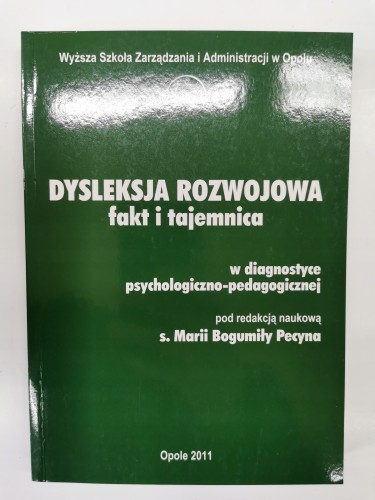 Wyższa Szkoła Zarządzania i Administracji w Opolu
DYSLEKSJA ROZWOJOWA
fakt i tajemnica
w diagnostyce
psychologiczno-pedagogicznej
pod redakcją naukową
s. Marii Bogumiły Pecyna
Opole 2011